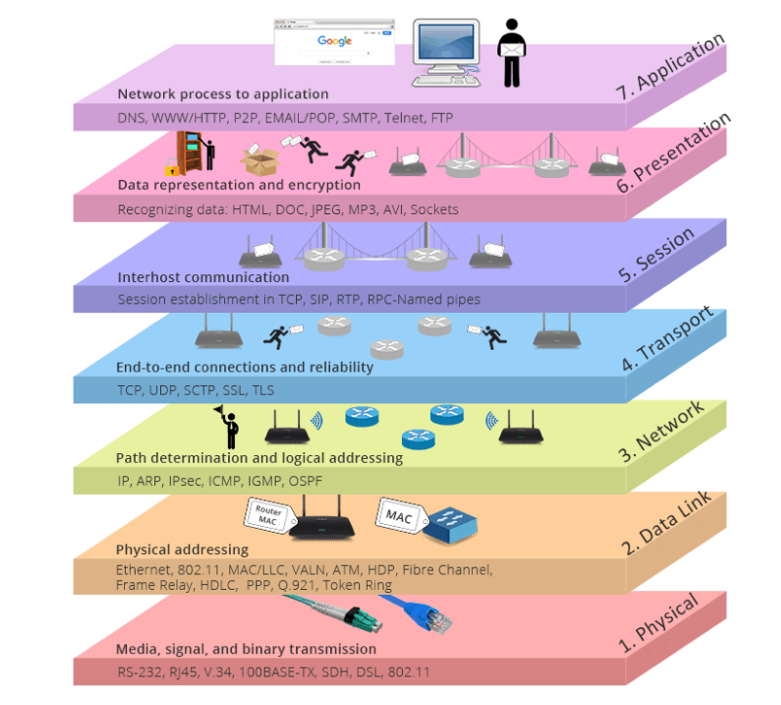 Google
7. Application
Network process to application
DNS, WWW/HTTP, P2P, EMAIL/POP, SMTP, Telnet, FTP
6. Presentation
Data representation and encryption
Recognizing data: HTML, DOC, JPEG, MP3, AVI, Sockets
5. Session
Interhost communication
Session establishment in TCP, SIP, RTP, RPC-Named pipes
4. Transport
End-to-end connections and reliability
TCP, UDP, SCTP, SSL, TLS
3. Network
Path determination and logical addressing
IP, ARP, IPsec, ICMP, IGMP, OSPF
2. Data Link
Router
MAC
MAC
Physical addressing
Ethernet, 802.11, MAC/LLC, VALN, ATM, HDP, Fibre Channel,
Frame Relay, HDLC, PPP, Q.921, Token Ring
1. Physical
Media, signal, and binary transmission
RS-232, RJ45, V.34, 100BASE-TX, SDH, DSL, 802.11